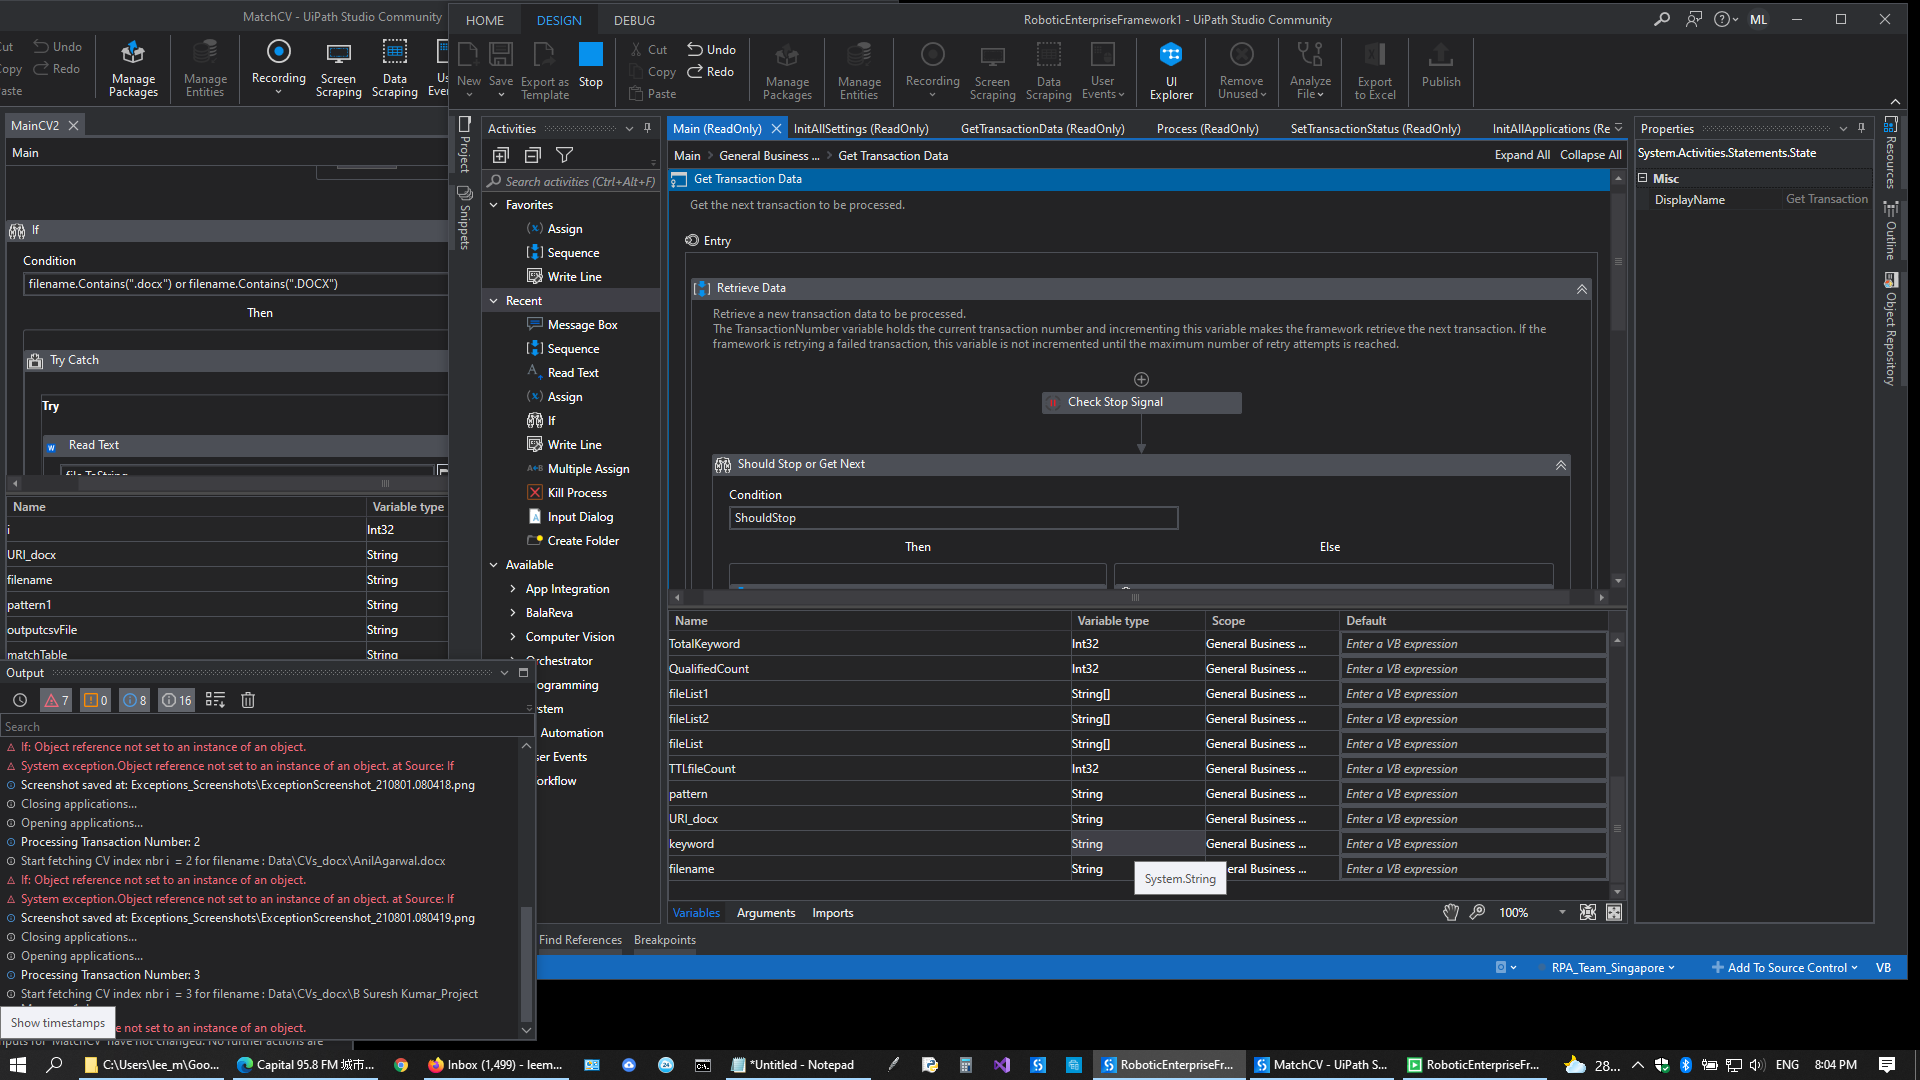 MatchCV - UiPath Studio Community
Cut
Undo
Copy
Redo
Paste
Manage Packages
Manage Entities
Recording
Screen Scraping
Data Scraping
MainCV2
Main
If
Condition
filename.Contains(".docx") or filename.Contains(".DOCX")
Then
Try Catch
Try
Read Text
Name
Variable type
i
Int32
URI_docx
String
filename
String
pattern1
String
outputcsvFile
String
matchTable
String
Output
7
0
8
16
Search
If: Object reference not set to an instance of an object.
System exception.Object reference not set to an instance of an object. at Source: If
Screenshot saved at: Exceptions_Screenshots\ExceptionScreenshot_210801.080418.png
Closing applications...
Opening applications...
Processing Transaction Number: 2
Start fetching CV index nbr i = 2 for filename : Data\CVs_docx\AnilAgarwal.docx
If: Object reference not set to an instance of an object.
System exception.Object reference not set to an instance of an object. at Source: If
Screenshot saved at: Exceptions_Screenshots\ExceptionScreenshot_210801.080419.png
Closing applications...
Opening applications...
Processing Transaction Number: 3
Start fetching CV index nbr i = 3 for filename : Data\CVs_docx\B Suresh Kumar_Project
e not set to an instance of an object.
Show timestamps
HOME
DESIGN
DEBUG
RoboticEnterpriseFramework1 - UiPath Studio Community
ML
New
Save
Export as Template
Stop
Cut
Copy
Paste
Undo
Redo
Manage Packages
Manage Entities
Recording
Screen Scraping
Data Scraping
User Events
UI Explorer
Remove Unused
Analyze File
Export to Excel
Publish
Project
Snippets
Activities
Search activities (Ctrl+Alt+F)
Favorites
Assign
Sequence
Write Line
Recent
Message Box
Sequence
Read Text
Assign
If
Write Line
Multiple Assign
Kill Process
Input Dialog
Create Folder
Available
App Integration
BalaReva
Computer Vision
Orchestrator
ogramming
stem
Automation
ser Events
orkflow
Main (ReadOnly)
InitAllSettings (ReadOnly)
GetTransactionData (ReadOnly)
Process (ReadOnly)
SetTransactionStatus (ReadOnly)
InitAllApplications (Re
Main > General Business ... > Get Transaction Data
Expand All
Collapse All
Get Transaction Data
Get the next transaction to be processed.
Entry
Retrieve Data
Retrieve a new transaction data to be processed.
The TransactionNumber variable holds the current transaction number and incrementing this variable makes the framework retrieve the next transaction. If the
framework is retrying a failed transaction, this variable is not incremented until the maximum number of retry attempts is reached.
Check Stop Signal
Should Stop or Get Next
Condition
ShouldStop
Then
Else
Name
Variable type
Scope
Default
TotalKeyword Int32 General Business ... Enter a VB expression
QualifiedCount Int32 General Business ... Enter a VB expression
fileList1 String[] General Business ... Enter a VB expression
fileList2 String[] General Business ... Enter a VB expression
fileList String[] General Business ... Enter a VB expression
TTLfileCount Int32 General Business ... Enter a VB expression
pattern String General Business ... Enter a VB expression
URI_docx String General Business ... Enter a VB expression
keyword String General Business ... Enter a VB expression
filename String eral Business ... Enter a VB expression
System.String
Variables
Arguments
Imports
100%
Find References
Breakpoints
RPA_Team_Singapore
Add To Source Control
VB
Properties
System.Activities.Statements.State
Misc
DisplayName
Get Transaction
Resources
Outline
Object Repository
C:\Users\lee_m\Goo...
Capital 95.8 FM 城市...
Inbox (1,499) - leem...
*Untitled - Notepad
RoboticEnterpriseFr...
MatchCV - UiPath S...
RoboticEnterpriseFr...
28...
ENG
8:04 PM